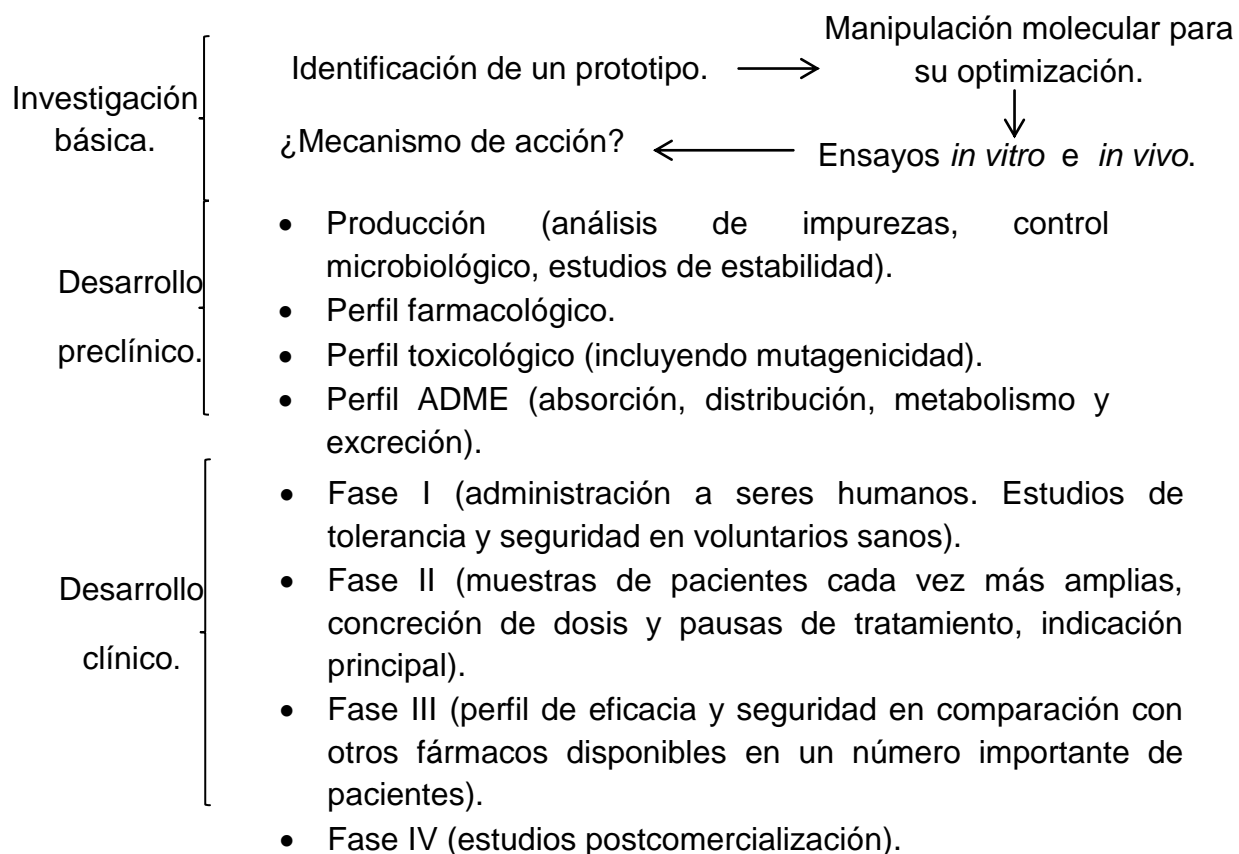 Investigación
básica.
Identificación de un prototipo.
Manipulación molecular para
su optimización.
¿Mecanismo de acción?
Ensayos in vitro e in vivo.
Desarrollo
preclínico.
• Producción (análisis de impurezas, control
microbiológico, estudios de estabilidad).
• Perfil farmacológico.
• Perfil toxicológico (incluyendo mutagenicidad).
• Perfil ADME (absorción, distribución, metabolismo y
excreción).
Desarrollo
clínico.
• Fase I (administración a seres humanos. Estudios de
tolerancia y seguridad en voluntarios sanos).
• Fase II (muestras de pacientes cada vez más amplias,
concreción de dosis y pausas de tratamiento, indicación
principal).
• Fase III (perfil de eficacia y seguridad en comparación con
otros fármacos disponibles en un número importante de
pacientes).
• Fase IV (estudios postcomercialización).